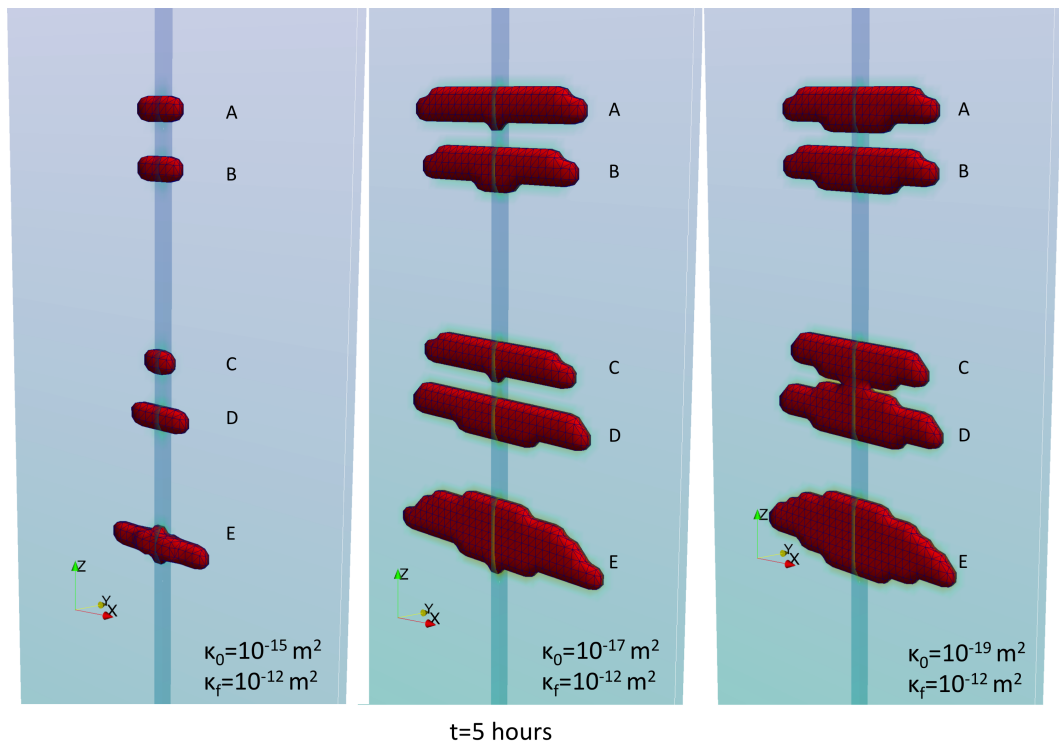 A
B
C
D
E
Z
Y
X
κ₀=10⁻¹⁵ m²
κf=10⁻¹² m²
A
B
C
D
E
Z
Y
X
κ₀=10⁻¹⁷ m²
κf=10⁻¹² m²
A
B
C
D
Z
Y
X
E
κ₀=10⁻¹⁹ m²
κf=10⁻¹² m²
t=5 hours